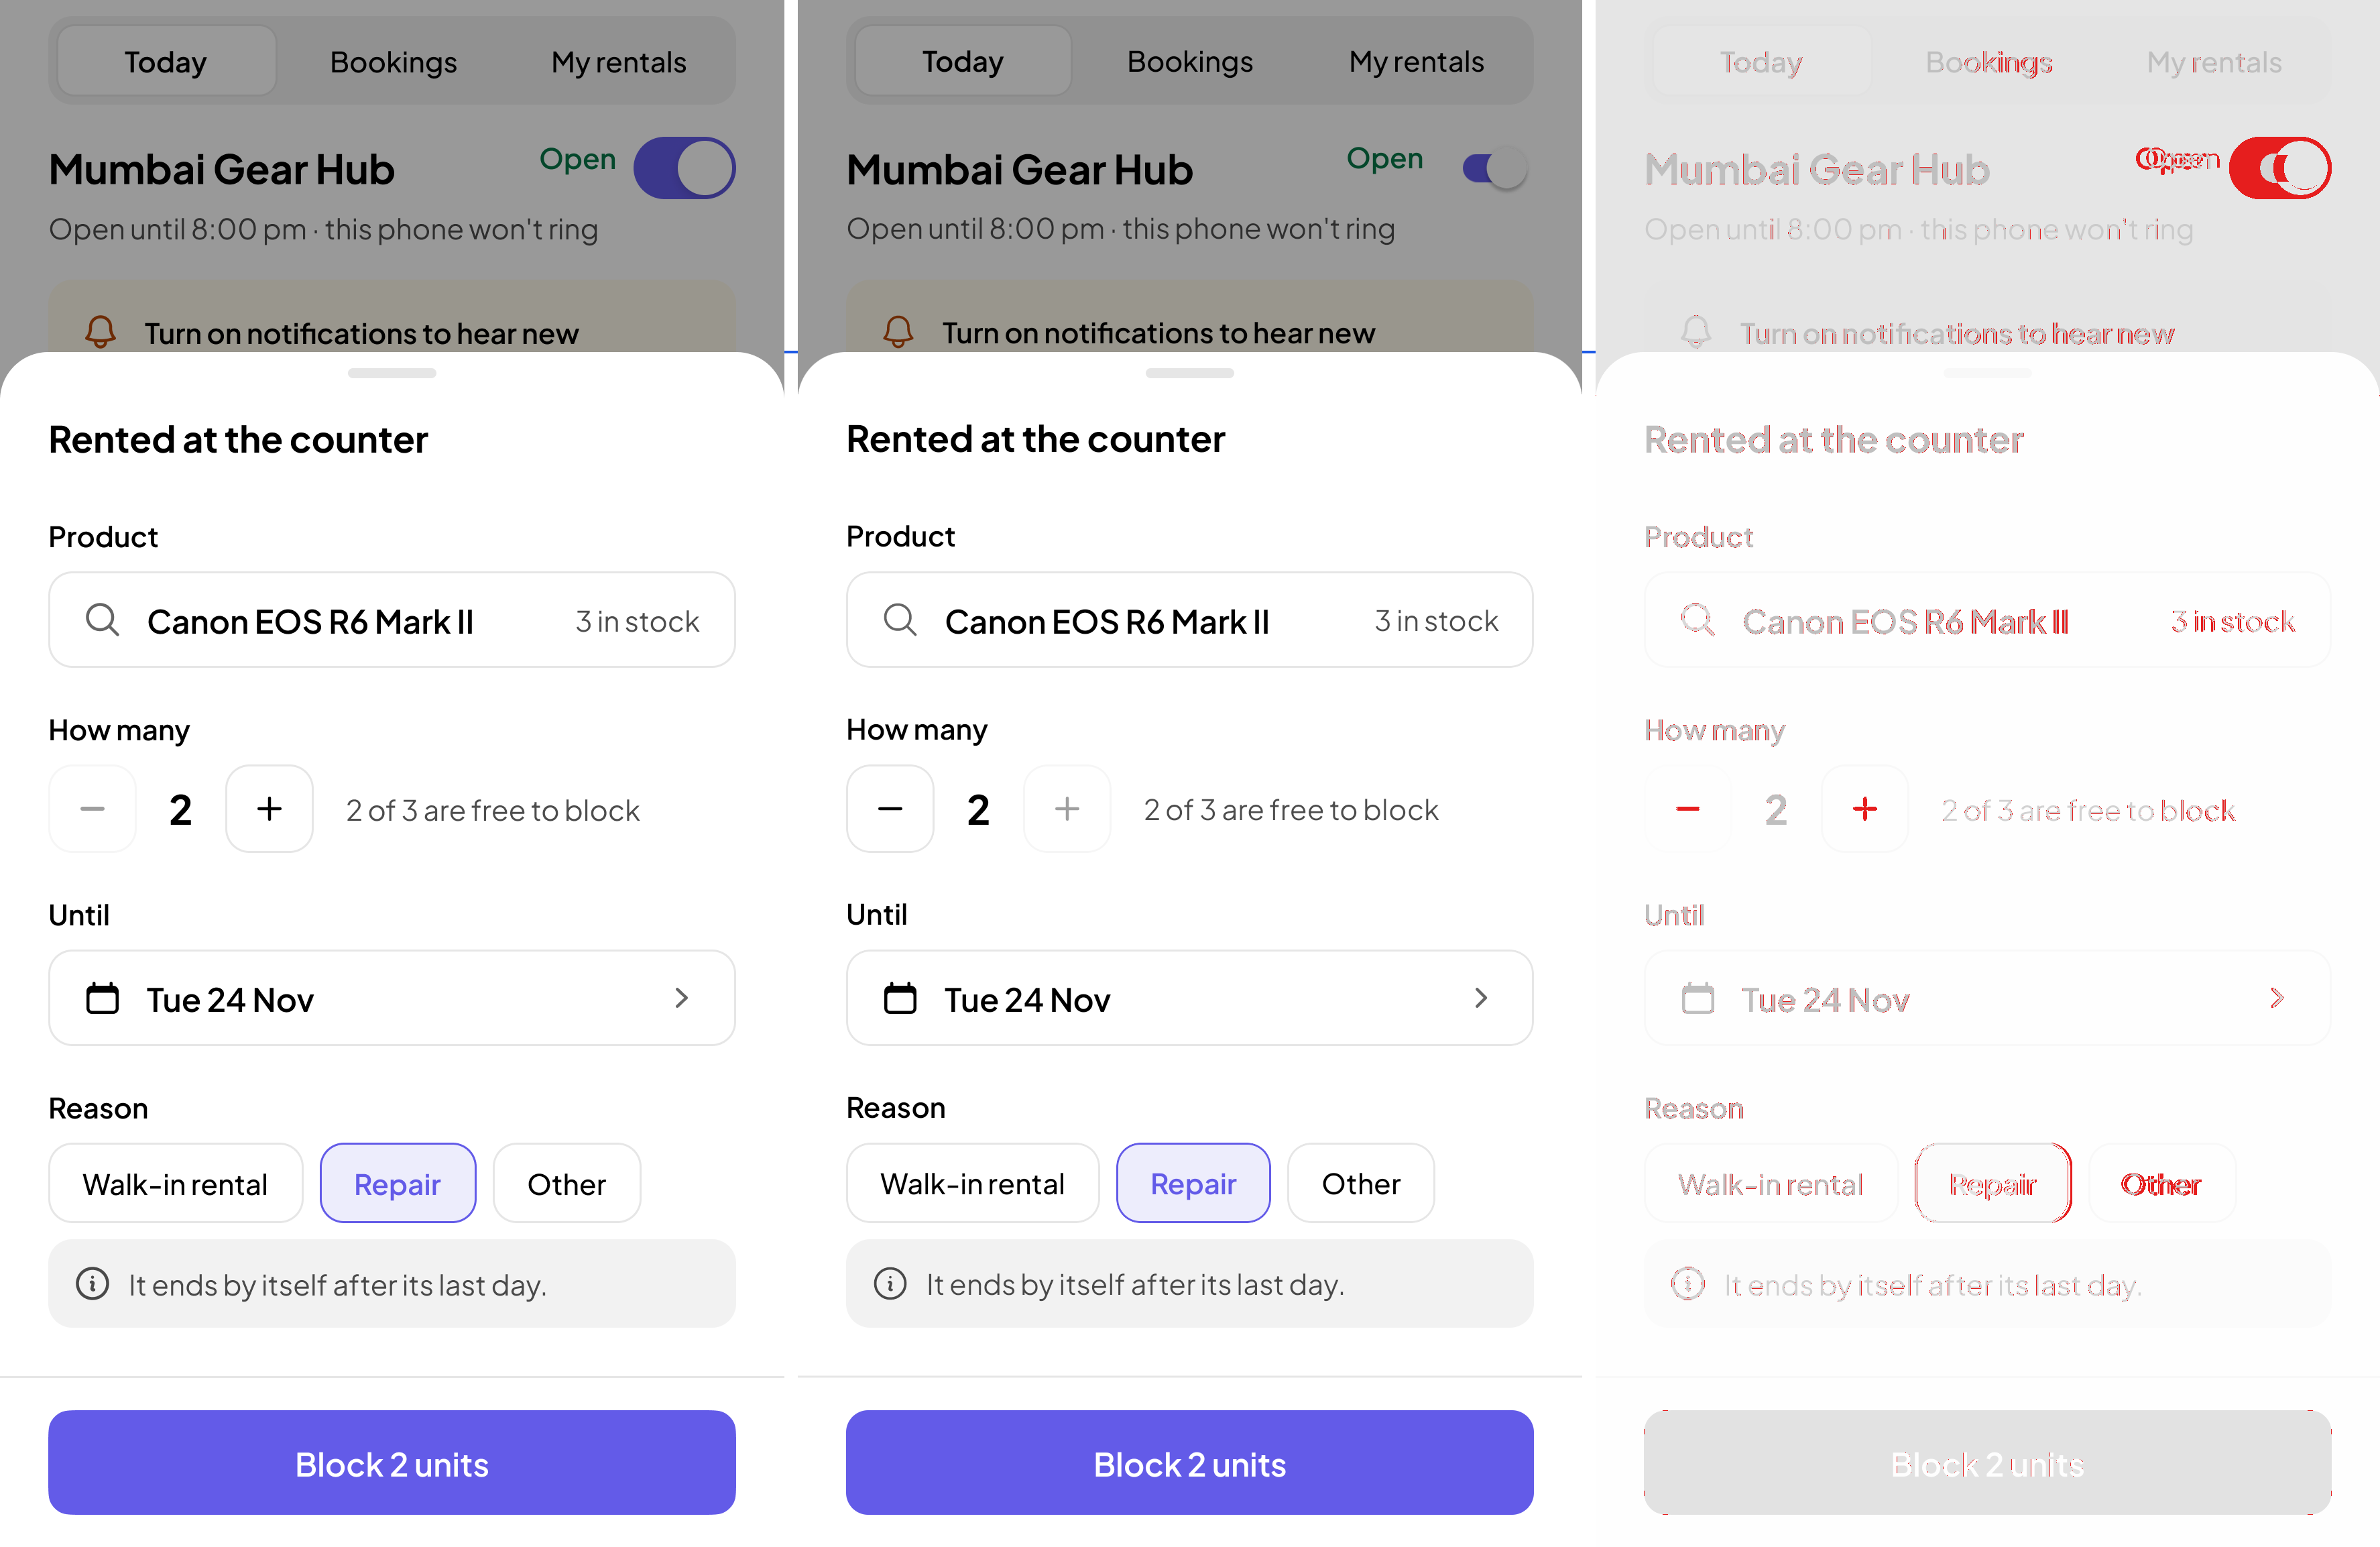 Today Bookings My rentals
Mumbai Gear Hub Open
Open until 8:00 pm · this phone won't ring
Turn on notifications to hear new
Rented at the counter
Product
Canon EOS R6 Mark II 3 in stock
How many
2 2 of 3 are free to block
Until
Tue 24 Nov
Reason
Walk-in rental Repair Other
It ends by itself after its last day.
Block 2 units
Today Bookings My rentals
Mumbai Gear Hub Open
Open until 8:00 pm · this phone won't ring
Turn on notifications to hear new
Rented at the counter
Product
Canon EOS R6 Mark II 3 in stock
How many
2 2 of 3 are free to block
Until
Tue 24 Nov
Reason
Walk-in rental Repair Other
It ends by itself after its last day.
Block 2 units
Today Bookings My rentals
Mumbai Gear Hub Open
Open until 8:00 pm · this phone won't ring
Turn on notifications to hear new
Rented at the counter
Product
Canon EOS R6 Mark II 3 in stock
How many
2 2 of 3 are free to block
Until
Tue 24 Nov
Reason
Walk-in rental Repair Other
It ends by itself after its last day.
Block 2 units